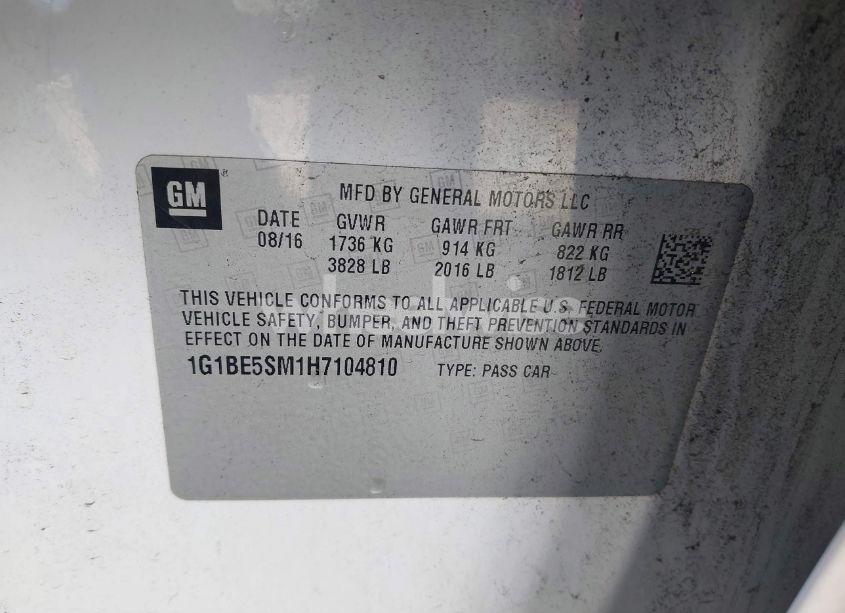 GM
MFD BY GENERAL MOTORS LLC
DATE GVWR GAWR FRT GAWR RR
08/16 1736 KG 914 KG 822 KG
3828 LB 2016 LB 1812 LB
THIS VEHICLE CONFORMS TO ALL APPLICABLE U.S. FEDERAL MOTOR
VEHICLE SAFETY, BUMPER, AND THEFT PREVENTION STANDARDS IN
EFFECT ON THE DATE OF MANUFACTURE SHOWN ABOVE.
1G1BE5SM1H7104810 TYPE: PASS CAR